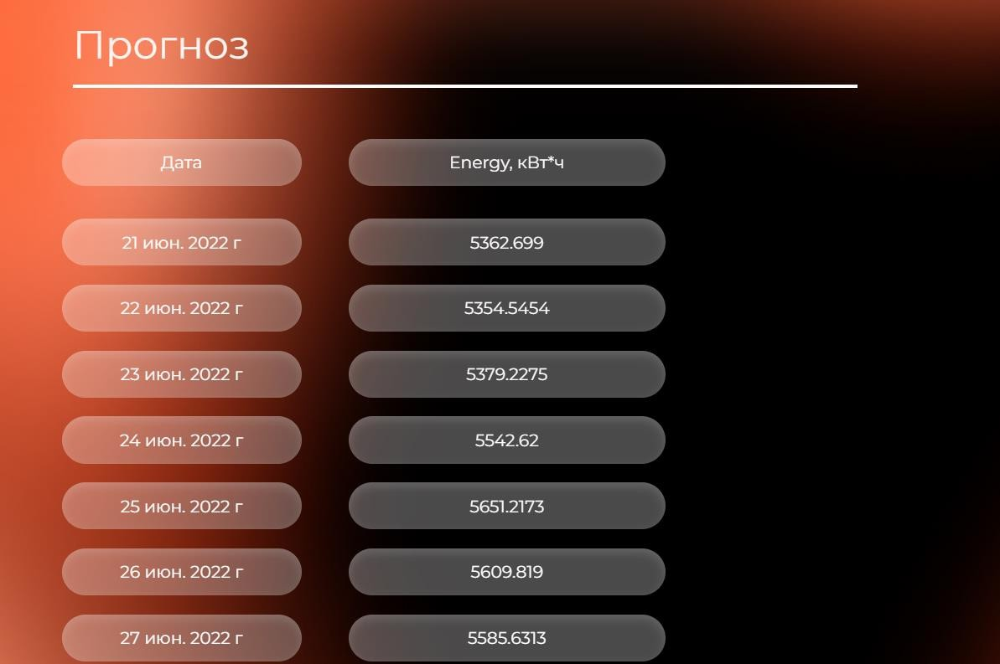 Прогноз
Дата Energy, кВт*ч
21 июн. 2022 г 5362.699
22 июн. 2022 г 5354.5454
23 июн. 2022 г 5379.2275
24 июн. 2022 г 5542.62
25 июн. 2022 г 5651.2173
26 июн. 2022 г 5609.819
27 июн. 2022 г 5585.6313